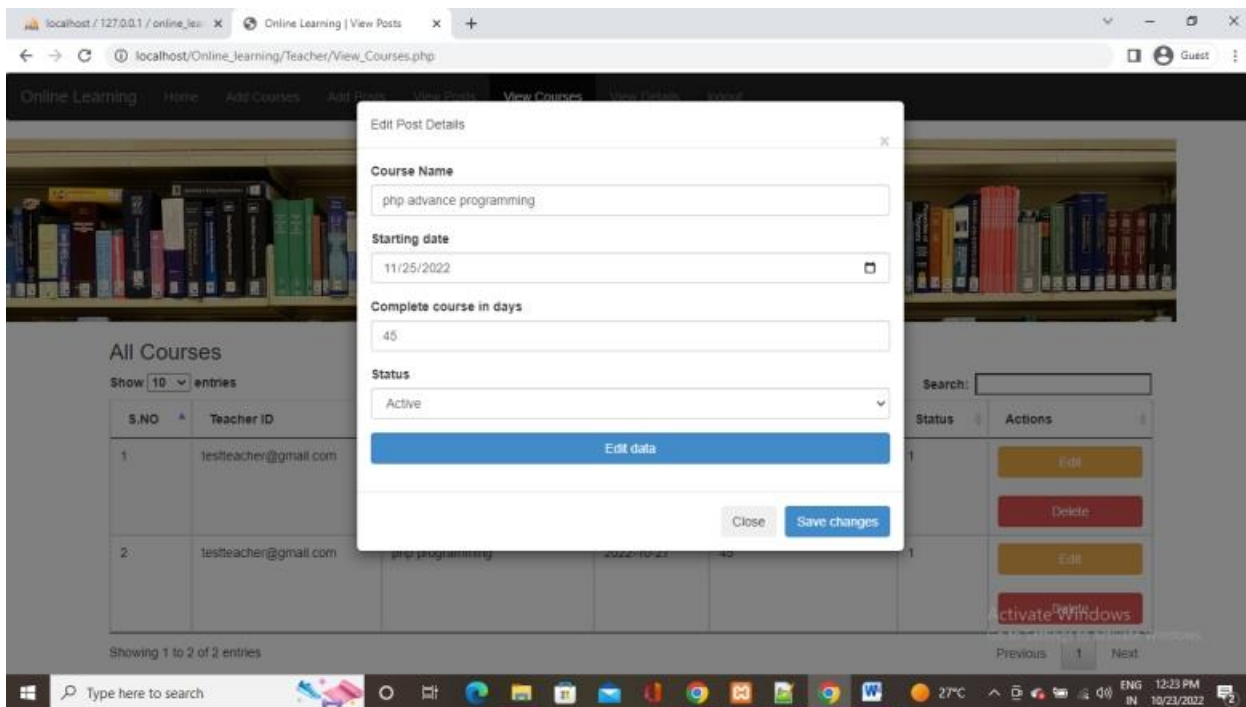 localhost / 127.0.0.1 / online_lea
Online Learning | View Posts
localhost/Online_learning/Teacher/View_Courses.php
Guest
Online Learning Home Add Courses Add Posts View Posts View Courses View Details logout
Edit Post Details
Course Name
php advance programming
Starting date
11/25/2022
Complete course in days
45
Status
Active
Edit data
Close Save changes
All Courses
Show 10 entries
Search:
S.NO Teacher ID Status Actions
1 testteacher@gmail.com 1 Edit
Delete
2 testteacher@gmail.com php programming 2022-10-27 45 1 Edit
Delete
Activate Windows
Showing 1 to 2 of 2 entries
Previous 1 Next
Type here to search
27°C
ENG
IN
12:23 PM
10/23/2022